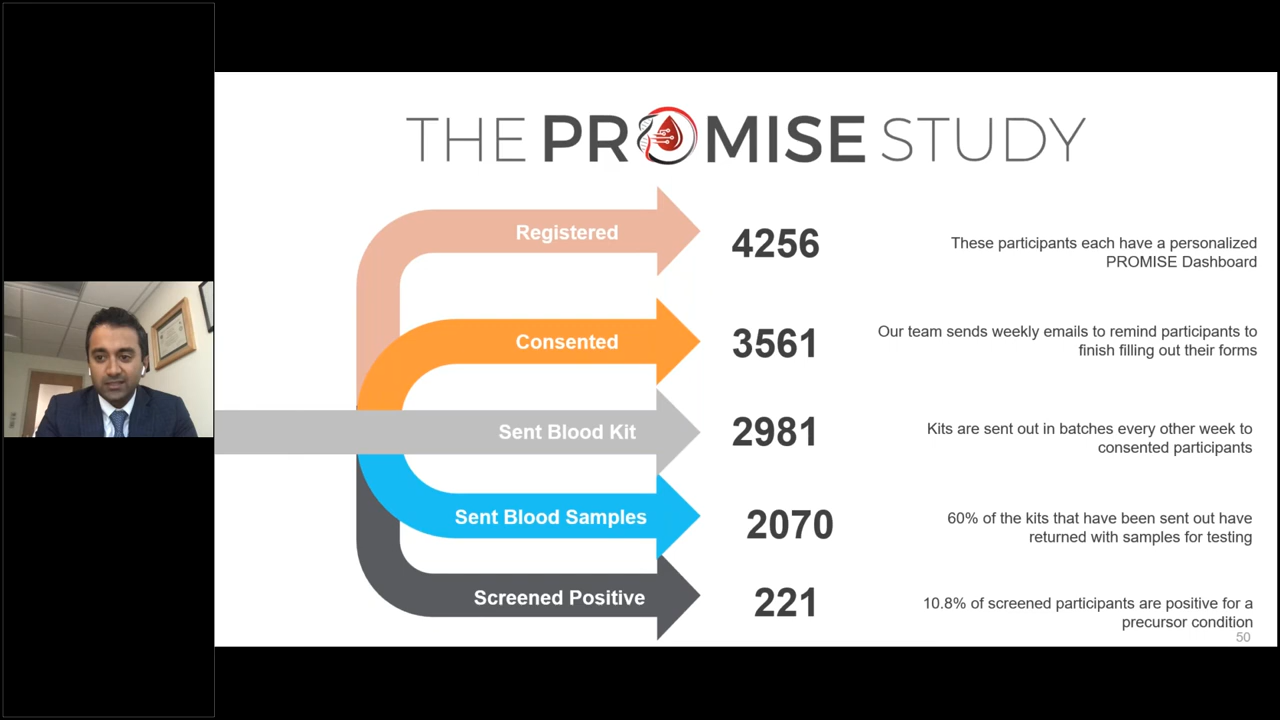 THE PROMISE STUDY
Registered
4256
These participants each have a personalized
PROMISE Dashboard
Consented
3561
Our team sends weekly emails to remind participants to
finish filling out their forms
Sent Blood Kit
2981
Kits are sent out in batches every other week to
consented participants
Sent Blood Samples
2070
60% of the kits that have been sent out have
returned with samples for testing
Screened Positive
221
10.8% of screened participants are positive for a
precursor condition
50